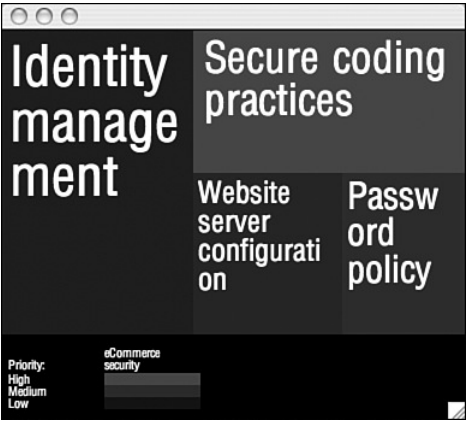 Identity
manage
ment
Secure coding
practices
Website
server
configurati
on
Passw
ord
policy
eCommerce
Priority: security
High
Medium
Low